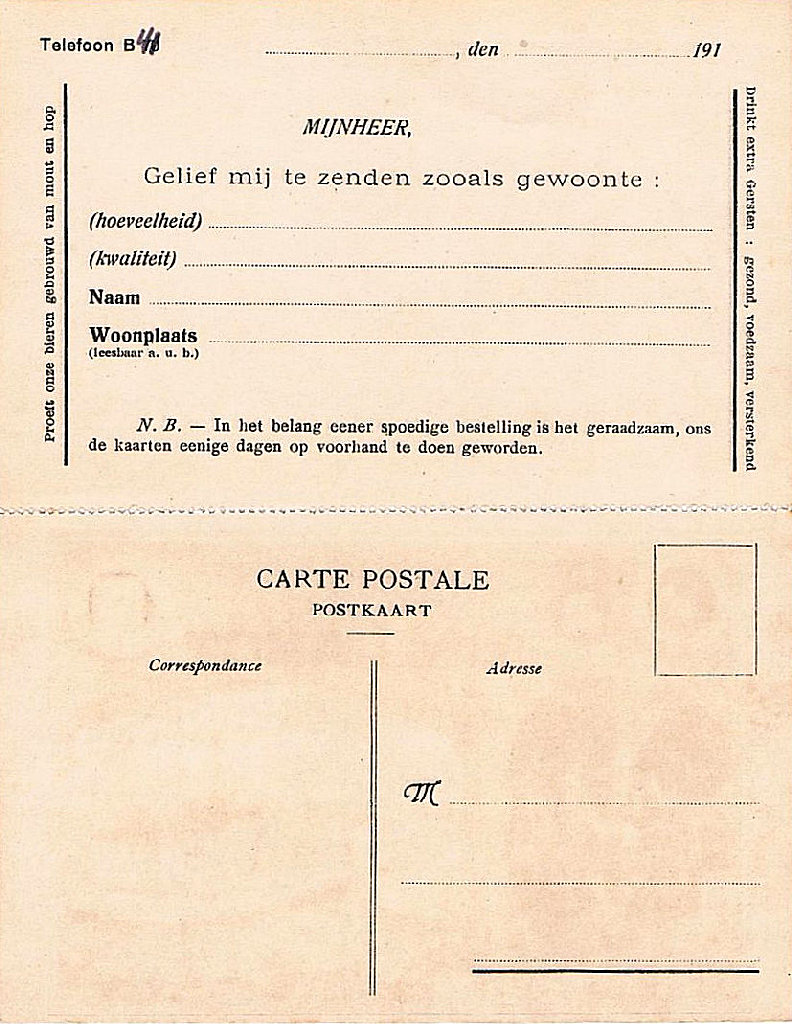 Telefoon B
, den 191
Proeft onze bieren gebrouwd van mout en hop
Drinkt extra Gersten : gezond, voedzaam, versterkend
MIJNHEER,
Gelief mij te zenden zooals gewoonte :
(hoeveelheid)
(kwaliteit)
Naam
Woonplaats
(leesbaar a. u. b.)
N. B. — In het belang eener spoedige bestelling is het geraadzaam, ons
de kaarten eenige dagen op voorhand te doen geworden.
CARTE POSTALE
POSTKAART
Correspondance
Adresse
M